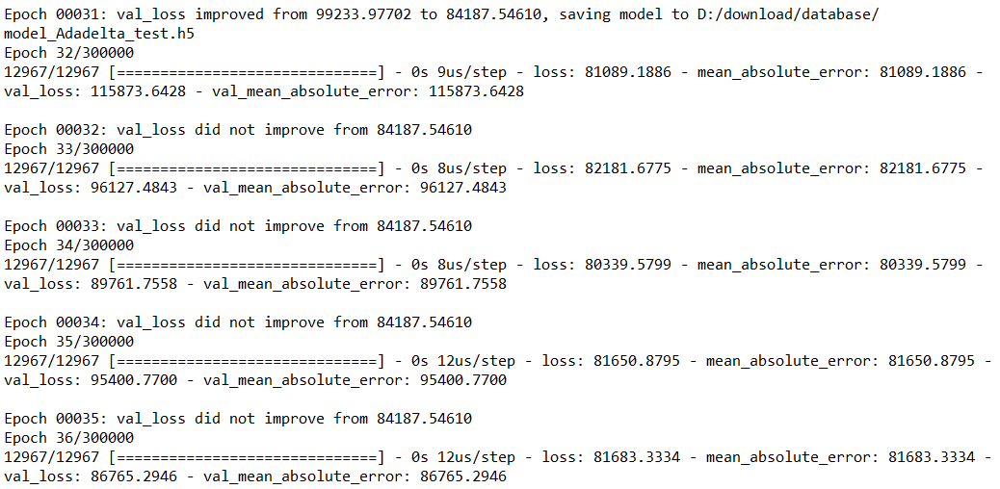 Epoch 00031: val_loss improved from 99233.97702 to 84187.54610, saving model to D:/download/database/
model_Adadelta_test.h5
Epoch 32/300000
12967/12967 [==============================] - 0s 9us/step - loss: 81089.1886 - mean_absolute_error: 81089.1886 -
val_loss: 115873.6428 - val_mean_absolute_error: 115873.6428
Epoch 00032: val_loss did not improve from 84187.54610
Epoch 33/300000
12967/12967 [==============================] - 0s 8us/step - loss: 82181.6775 - mean_absolute_error: 82181.6775 -
val_loss: 96127.4843 - val_mean_absolute_error: 96127.4843
Epoch 00033: val_loss did not improve from 84187.54610
Epoch 34/300000
12967/12967 [==============================] - 0s 8us/step - loss: 80339.5799 - mean_absolute_error: 80339.5799 -
val_loss: 89761.7558 - val_mean_absolute_error: 89761.7558
Epoch 00034: val_loss did not improve from 84187.54610
Epoch 35/300000
12967/12967 [==============================] - 0s 12us/step - loss: 81650.8795 - mean_absolute_error: 81650.8795 -
val_loss: 95400.7700 - val_mean_absolute_error: 95400.7700
Epoch 00035: val_loss did not improve from 84187.54610
Epoch 36/300000
12967/12967 [==============================] - 0s 12us/step - loss: 81683.3334 - mean_absolute_error: 81683.3334 -
val_loss: 86765.2946 - val_mean_absolute_error: 86765.2946